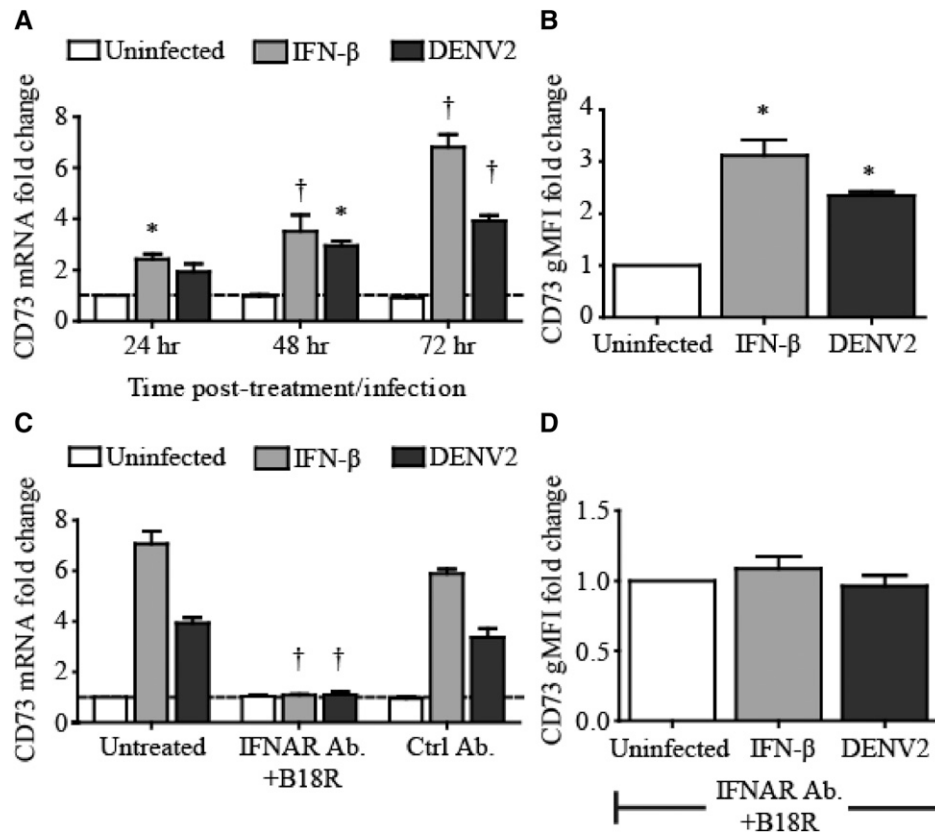 A
Uninfected IFN-β DENV2
CD73 mRNA fold change
8
6
4
2
0
†
†
†
*
*
24 hr 48 hr 72 hr
Time post-treatment/infection
B
CD73 gMFI fold change
4
3
2
1
0
*
*
Uninfected IFN-β DENV2
C
Uninfected IFN-β DENV2
CD73 mRNA fold change
8
6
4
2
0
† †
Untreated IFNAR Ab. Ctrl Ab.
+B18R
D
CD73 gMFI fold change
1.5
1.0
0.5
0.0
Uninfected IFN-β DENV2
IFNAR Ab.
+B18R